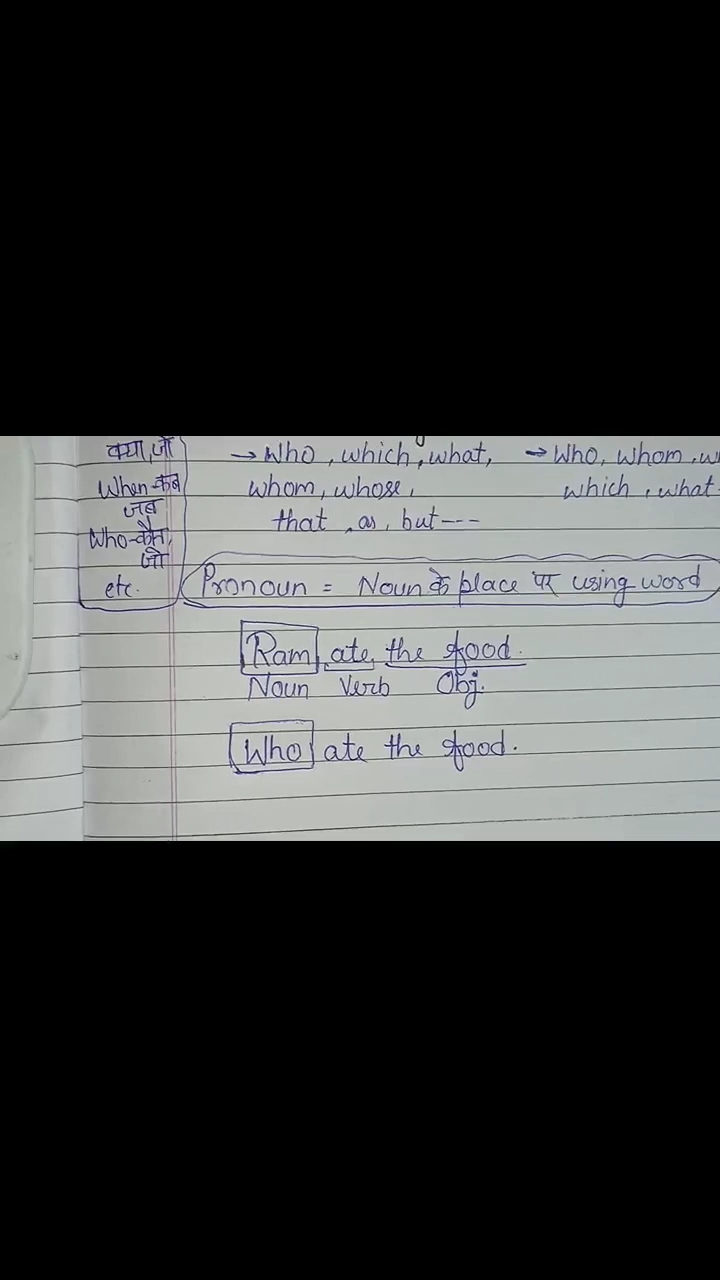 क्या, जो
When-कब
जब
Who-कौन,
जो
etc.
→ Who, which, what,
whom, whose,
that, as, but---
→ Who, whom,
which, what
Pronoun = Noun के place पर using word
Ram ate the food.
Noun Verb Obj.
Who ate the food.